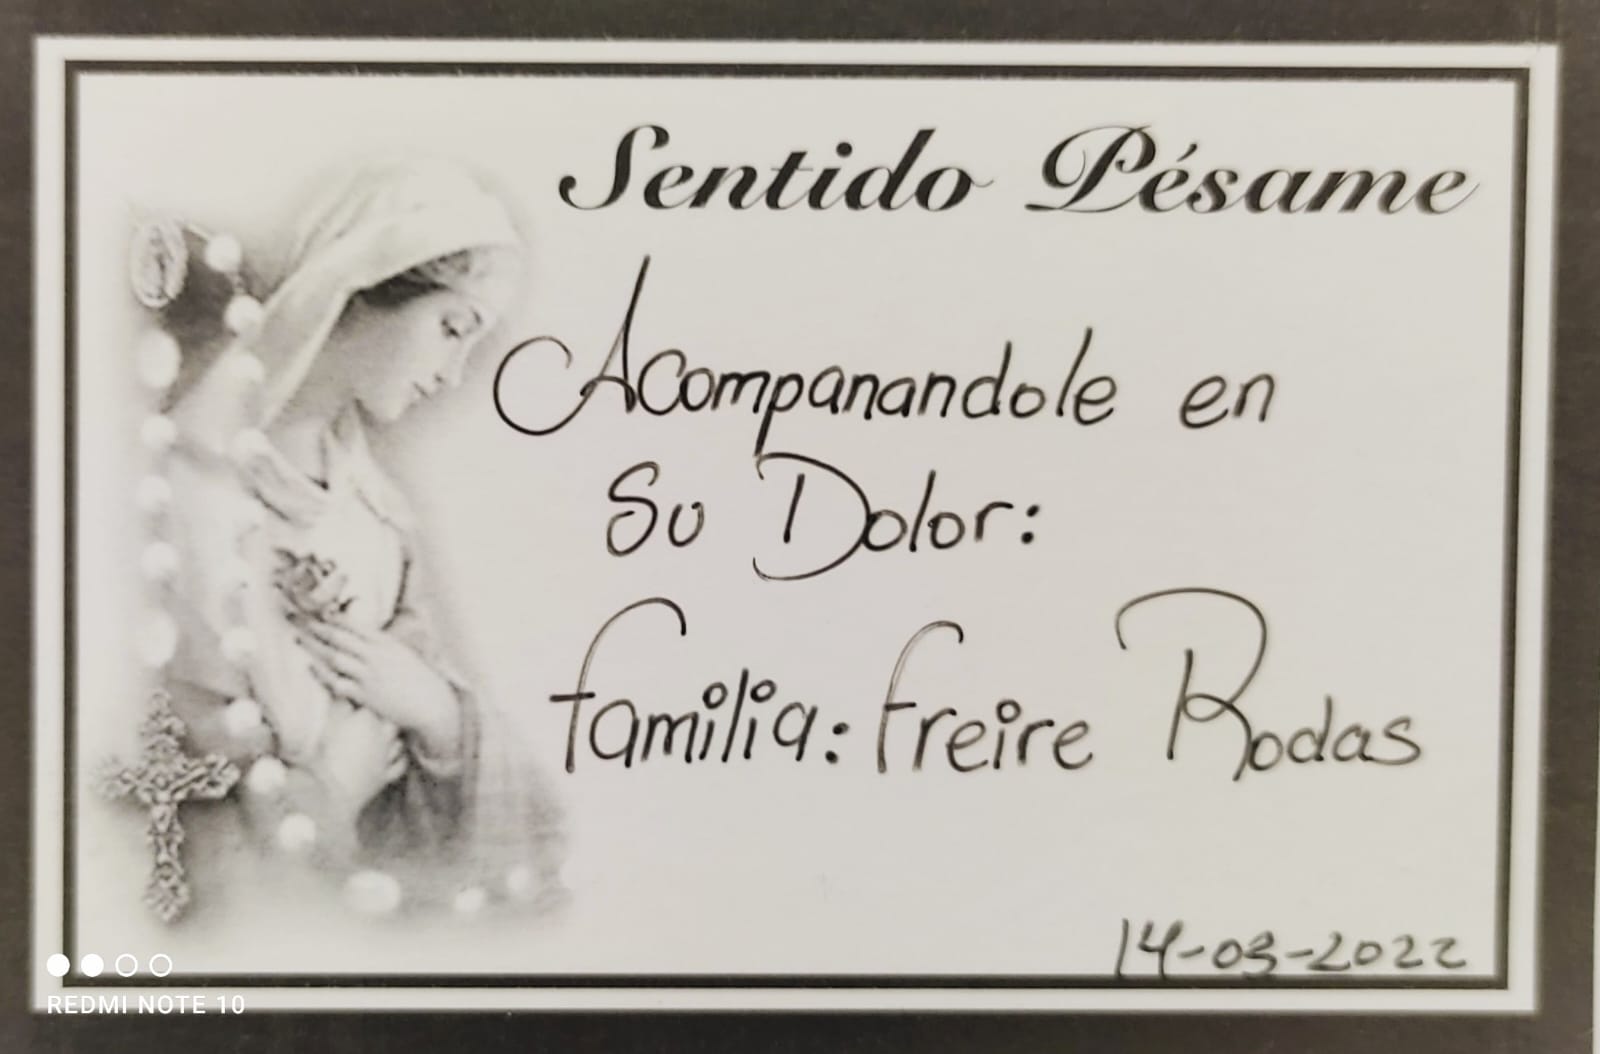 Sentido Pésame
Acompanandole en
Su Dolor:
familia: freire Rodas
14-03-2022
REDMI NOTE 10